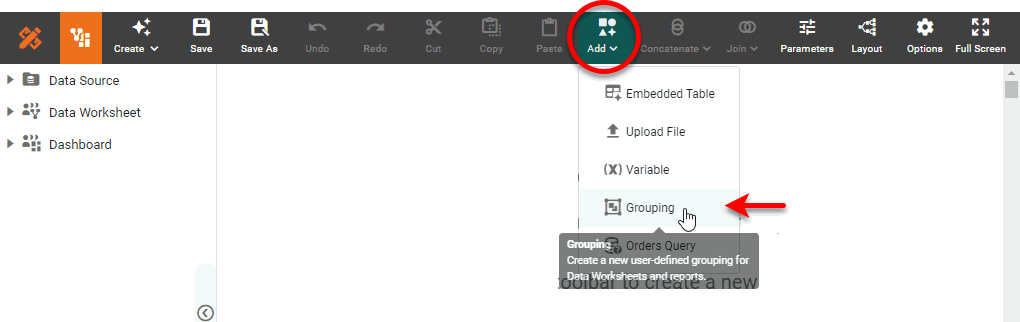 Create
Save
Save As
Undo
Redo
Cut
Copy
Paste
Add
Concatenate
Join
Parameters
Layout
Options
Full Screen
Data Source
Data Worksheet
Dashboard
Embedded Table
Upload File
(X) Variable
Grouping
Orders Query
Grouping
Create a new user-defined grouping for
Data Worksheets and reports.
toolbar to create a new